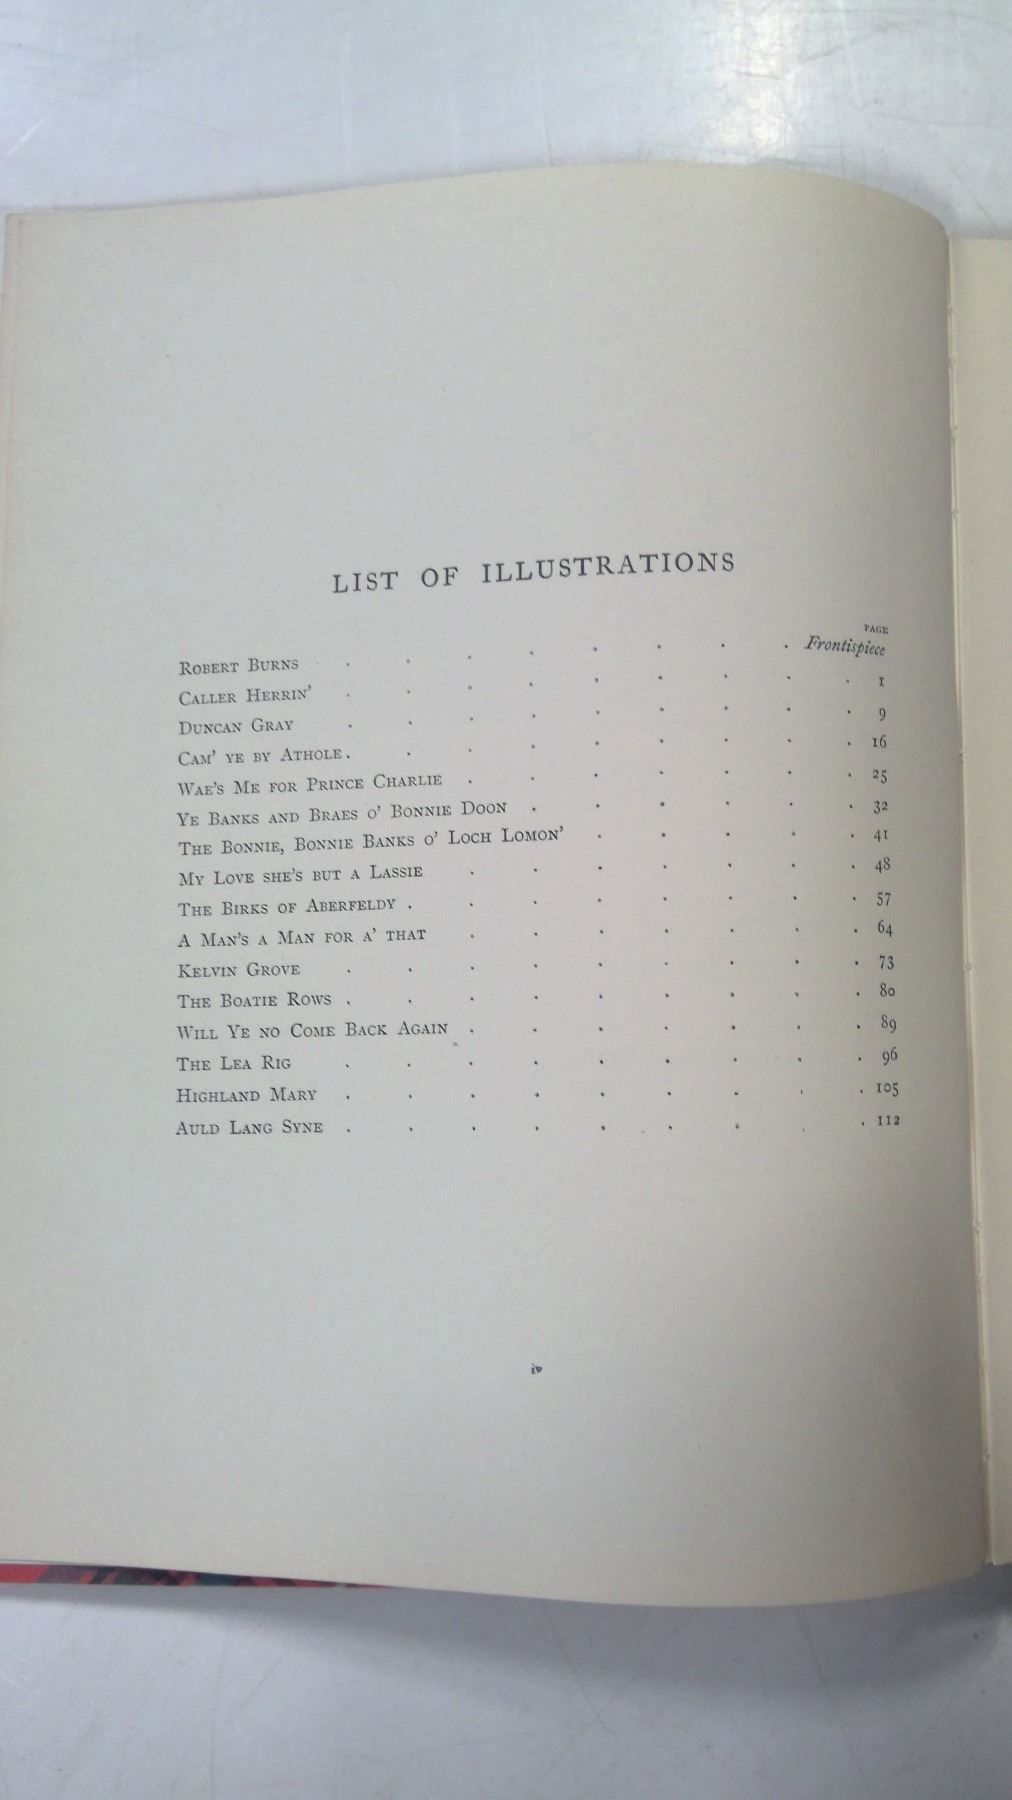 LIST OF ILLUSTRATIONS
PAGE
ROBERT BURNS . . . . . . . . Frontispiece
CALLER HERRIN' . . . . . . . . . 1
DUNCAN GRAY . . . . . . . . . 9
CAM' YE BY ATHOLE . . . . . . . . . 16
WAE'S ME FOR PRINCE CHARLIE . . . . . . . 25
YE BANKS AND BRAES O' BONNIE DOON . . . . . . 32
THE BONNIE, BONNIE BANKS O' LOCH LOMON' . . . . . 41
MY LOVE SHE'S BUT A LASSIE . . . . . . . 48
THE BIRKS OF ABERFELDY . . . . . . . . 57
A MAN'S A MAN FOR A' THAT . . . . . . . 64
KELVIN GROVE . . . . . . . . . 73
THE BOATIE ROWS . . . . . . . . . 80
WILL YE NO COME BACK AGAIN . . . . . . . 89
THE LEA RIG . . . . . . . . . 96
HIGHLAND MARY . . . . . . . . . 105
AULD LANG SYNE . . . . . . . . . 112
iv